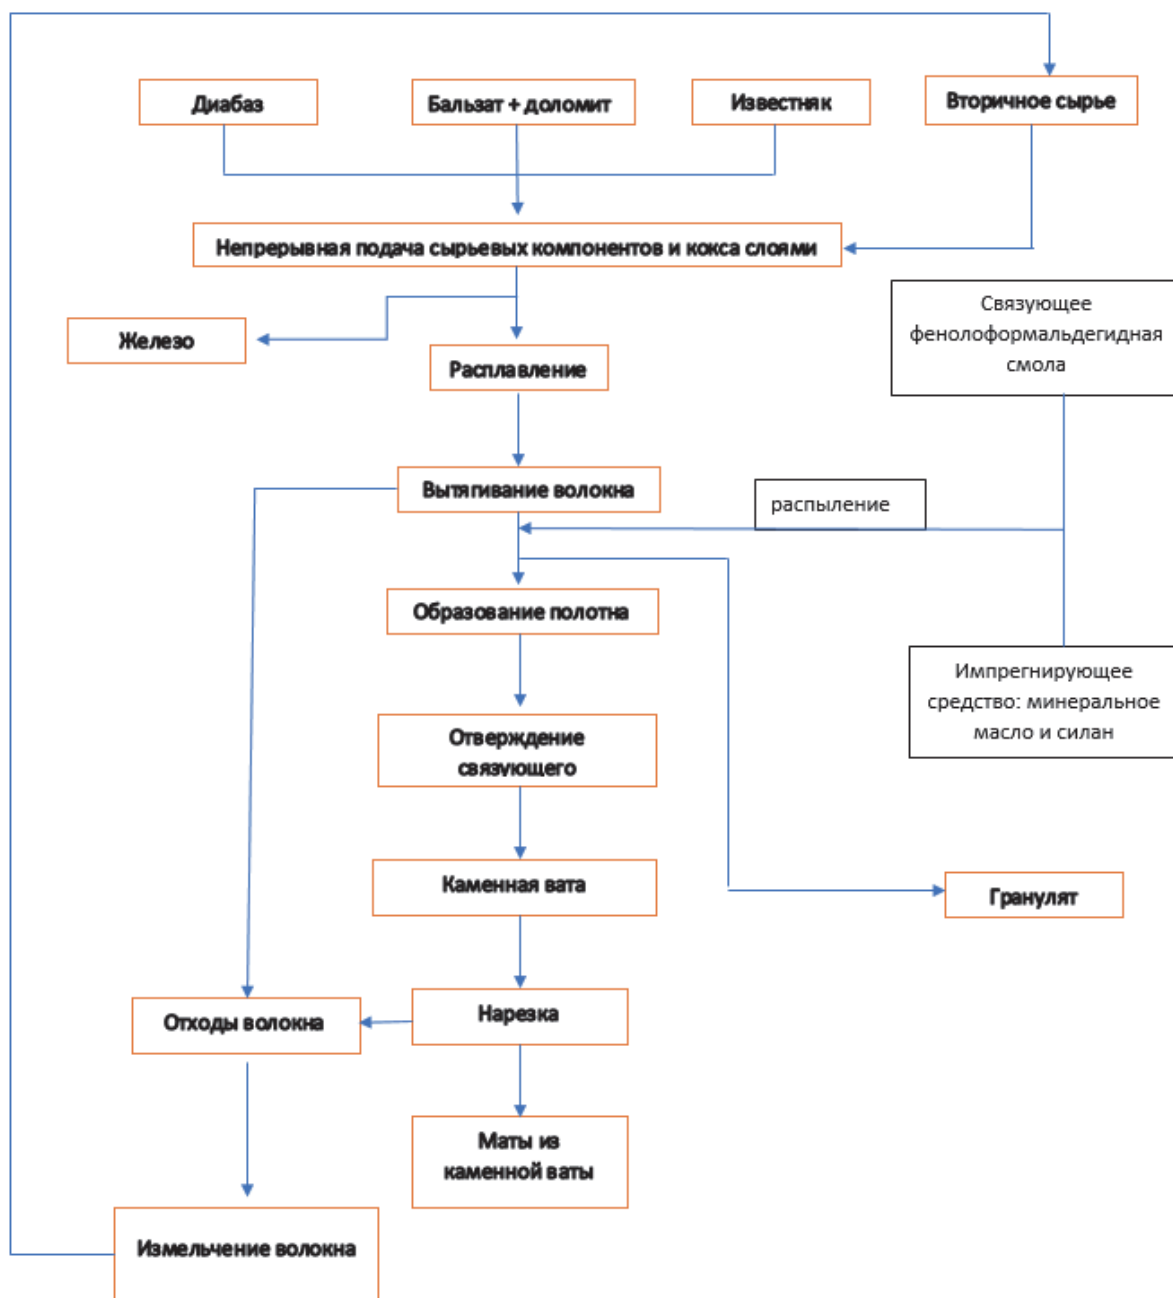 Диабаз
Бальзат + доломит
Известняк
Вторичное сырье
Непрерывная подача сырьевых компонентов и кокса слоями
Связующее
фенолоформальдегидная
смола
Железо
Расплавление
Вытягивание волокна
распыление
Образование полотна
Импрегнирующее
средство: минеральное
масло и силан
Отверждение
связующего
Каменная вата
Гранулят
Отходы волокна
Нарезка
Маты из
каменной ваты
Измельчение волокна